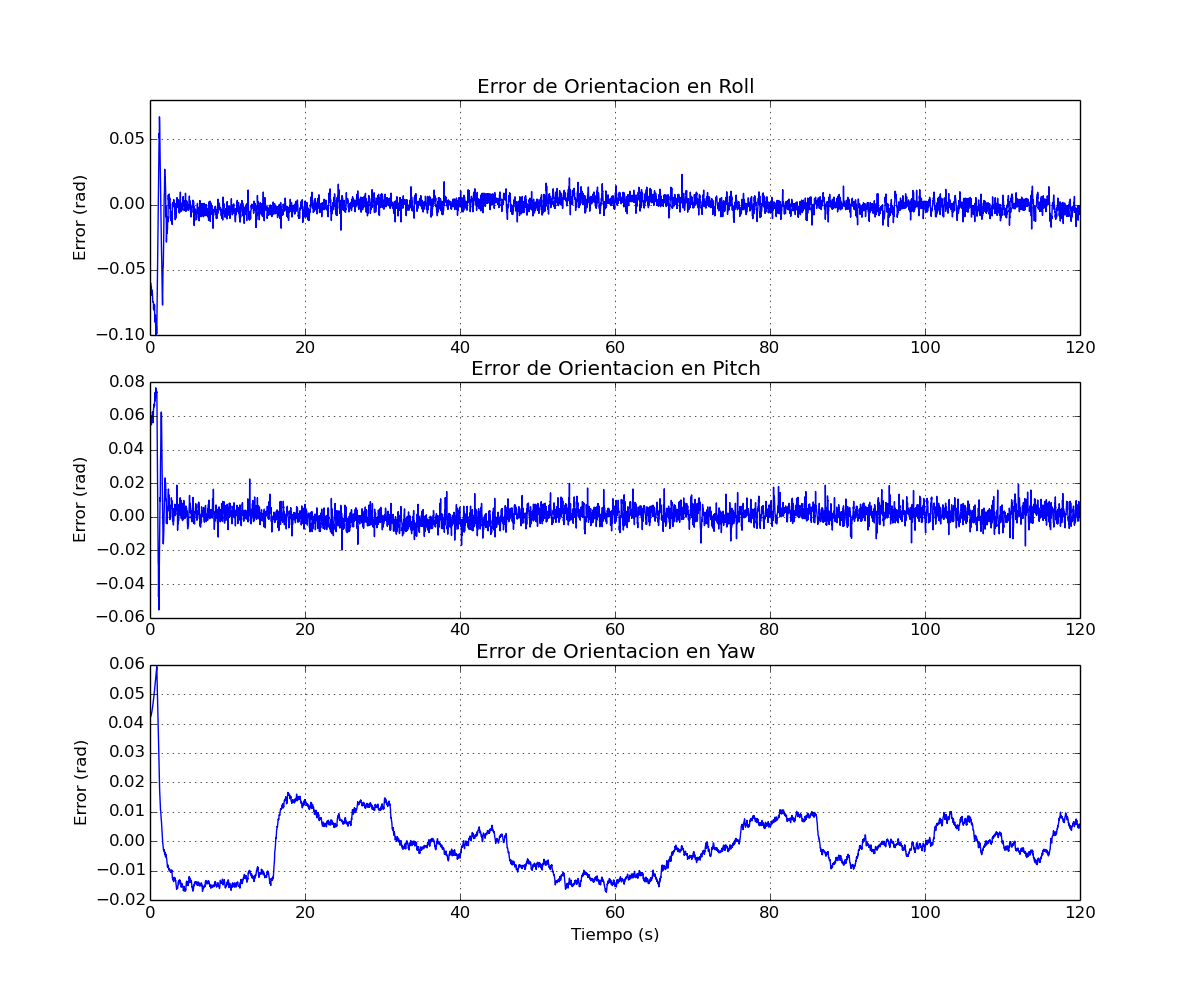 Error de Orientacion en Roll
Error (rad)
0.05
0.00
−0.05
−0.10
0 20 40 60 80 100 120
Error de Orientacion en Pitch
Error (rad)
0.08
0.06
0.04
0.02
0.00
−0.02
−0.04
−0.06
0 20 40 60 80 100 120
Error de Orientacion en Yaw
Error (rad)
0.06
0.05
0.04
0.03
0.02
0.01
0.00
−0.01
−0.02
0 20 40 60 80 100 120
Tiempo (s)